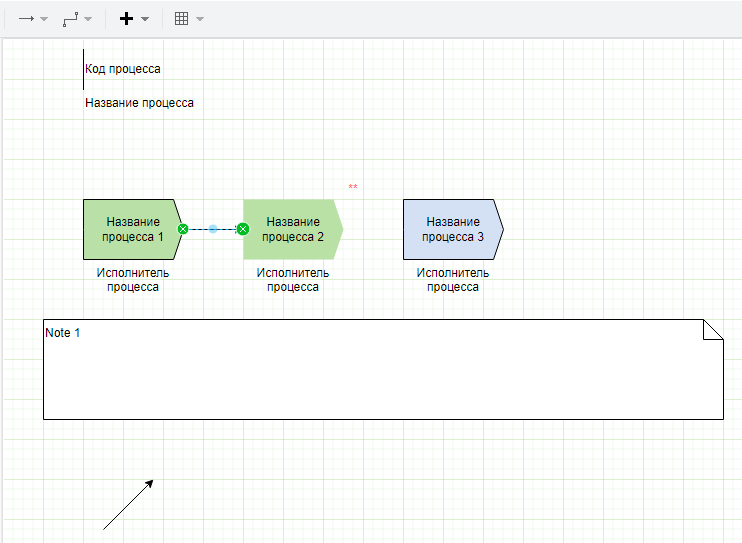 Код процесса
Название процесса
**
Название
процесса 1
Название
процесса 2
Название
процесса 3
Исполнитель
процесса
Исполнитель
процесса
Исполнитель
процесса
Note 1